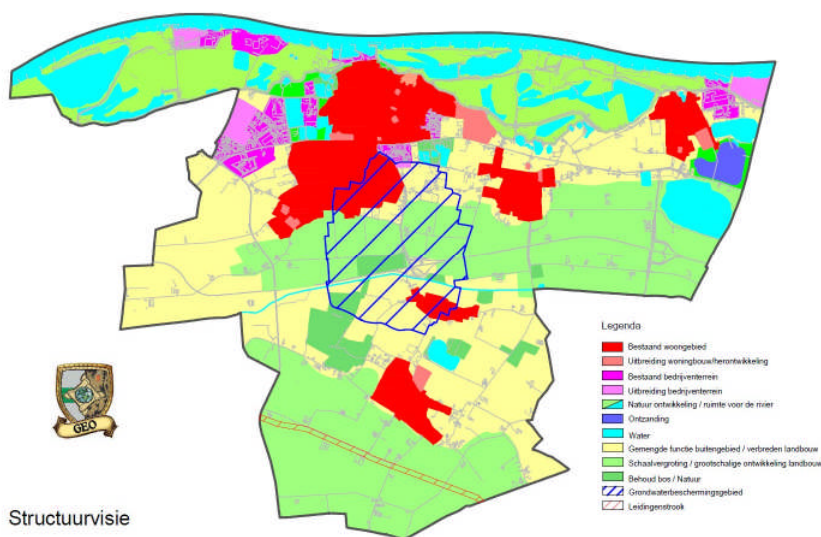 GEO
Structuurvisie
Legenda
Bestaand woongebied
Uitbreiding woningbouw/herontwikkeling
Bestaand bedrijventerrein
Uitbreiding bedrijventerrein
Natuur ontwikkeling / ruimte voor de rivier
Ontzanding
Water
Gemengde functie buitengebied / verbreden landbouw
Schaalvergroting / grootschalige ontwikkeling landbouw
Behoud bos / Natuur
Grondwaterbeschermingsgebied
Leidingenstrook